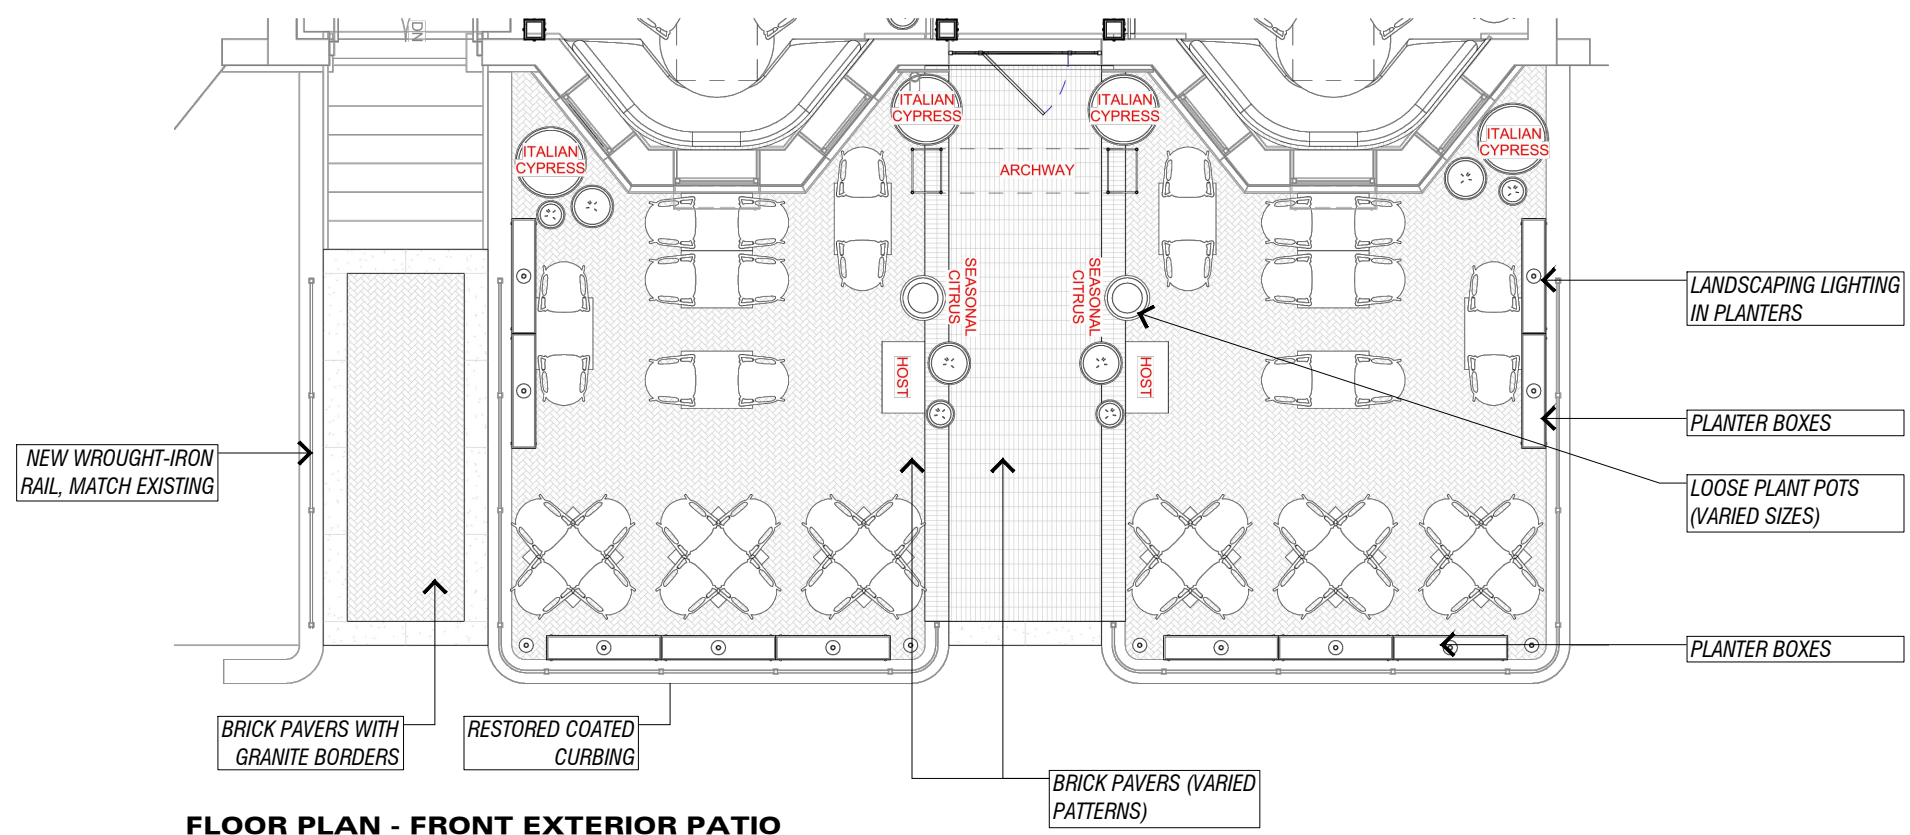 DN
ITALIAN
CYPRESS
ITALIAN
CYPRESS
ITALIAN
CYPRESS
ITALIAN
CYPRESS
ARCHWAY
SEASONAL
CITRUS
SEASONAL
CITRUS
HOST
HOST
LANDSCAPING LIGHTING
IN PLANTERS
PLANTER BOXES
NEW WROUGHT-IRON
RAIL, MATCH EXISTING
LOOSE PLANT POTS
(VARIED SIZES)
PLANTER BOXES
BRICK PAVERS WITH
GRANITE BORDERS
RESTORED COATED
CURBING
BRICK PAVERS (VARIED
PATTERNS)
FLOOR PLAN - FRONT EXTERIOR PATIO